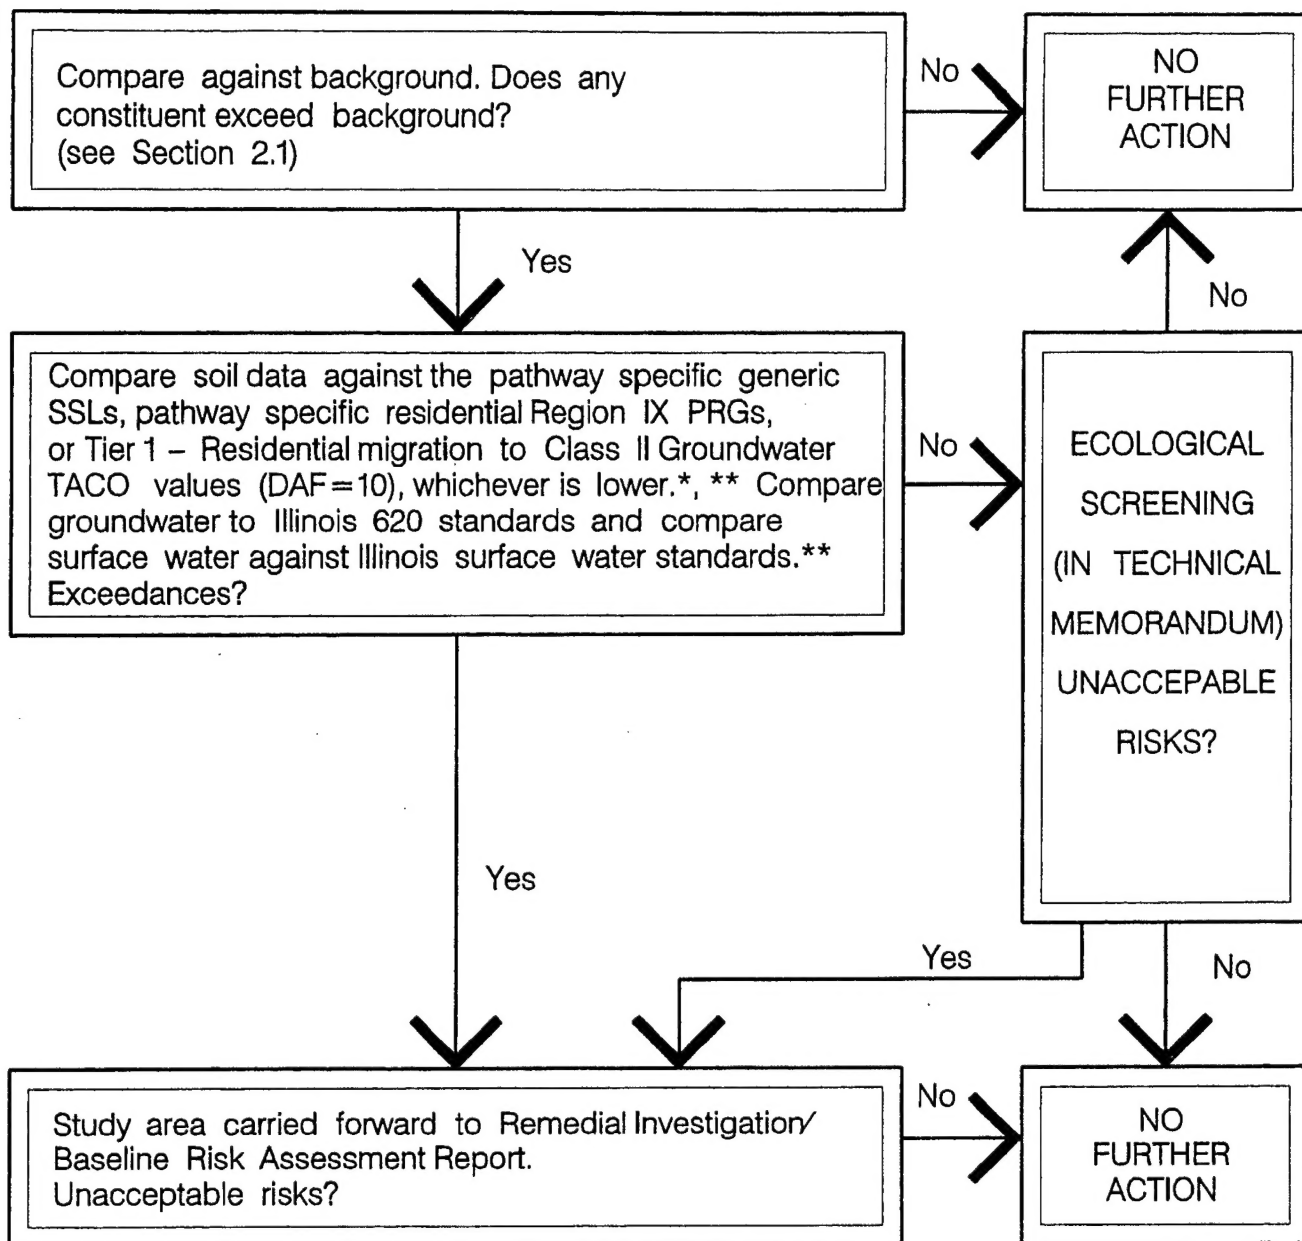 Compare against background. Does any
constituent exceed background?
(see Section 2.1)
No
NO
FURTHER
ACTION
Yes
No
Compare soil data against the pathway specific generic
SSLs, pathway specific residential Region IX PRGs,
or Tier 1 – Residential migration to Class II Groundwater
TACO values (DAF=10), whichever is lower.*, ** Compare
groundwater to Illinois 620 standards and compare
surface water against Illinois surface water standards.**
Exceedances?
No
ECOLOGICAL
SCREENING
(IN TECHNICAL
MEMORANDUM)
UNACCEPABLE
RISKS?
Yes
Yes
No
Study area carried forward to Remedial Investigation/
Baseline Risk Assessment Report.
Unacceptable risks?
No
NO
FURTHER
ACTION